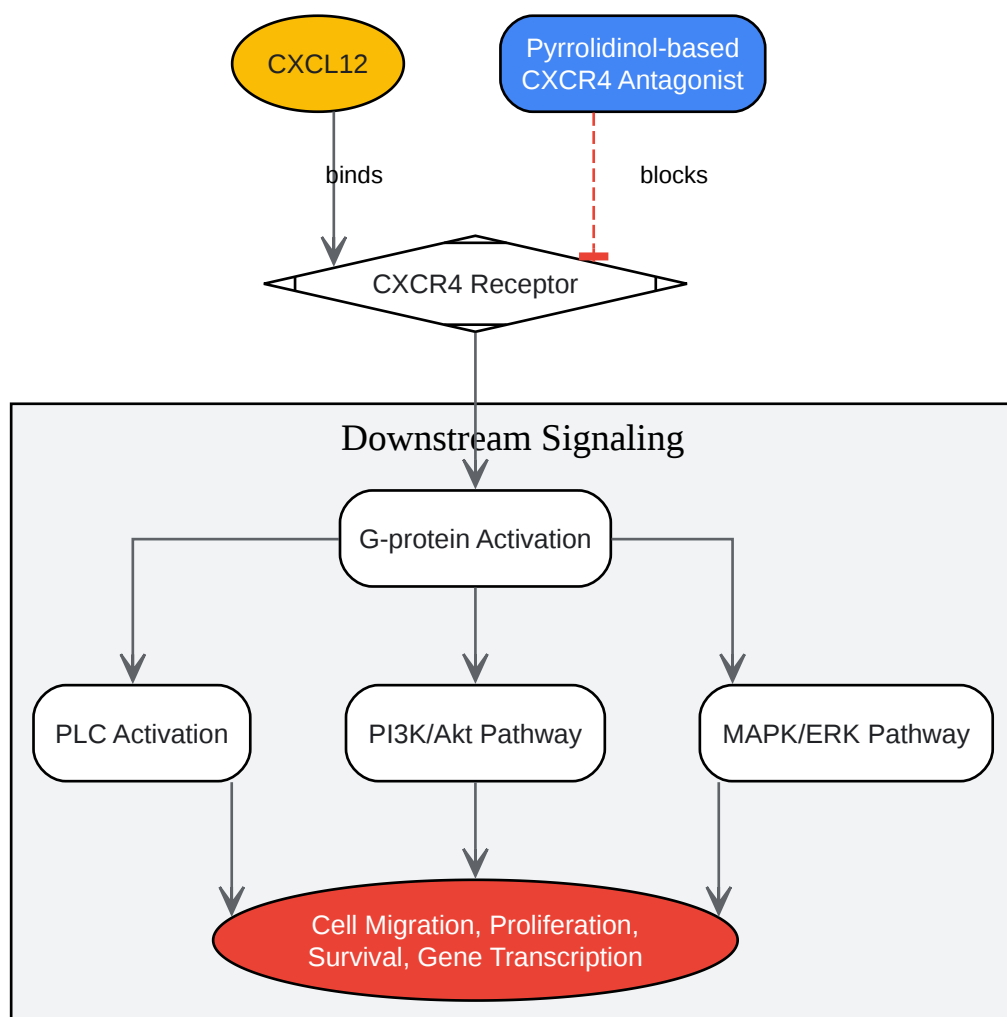 CXCL12
Pyrrolidinol-based
CXCR4 Antagonist
binds
blocks
CXCR4 Receptor
Downstream Signaling
G-protein Activation
PLC Activation
PI3K/Akt Pathway
MAPK/ERK Pathway
Cell Migration, Proliferation,
Survival, Gene Transcription